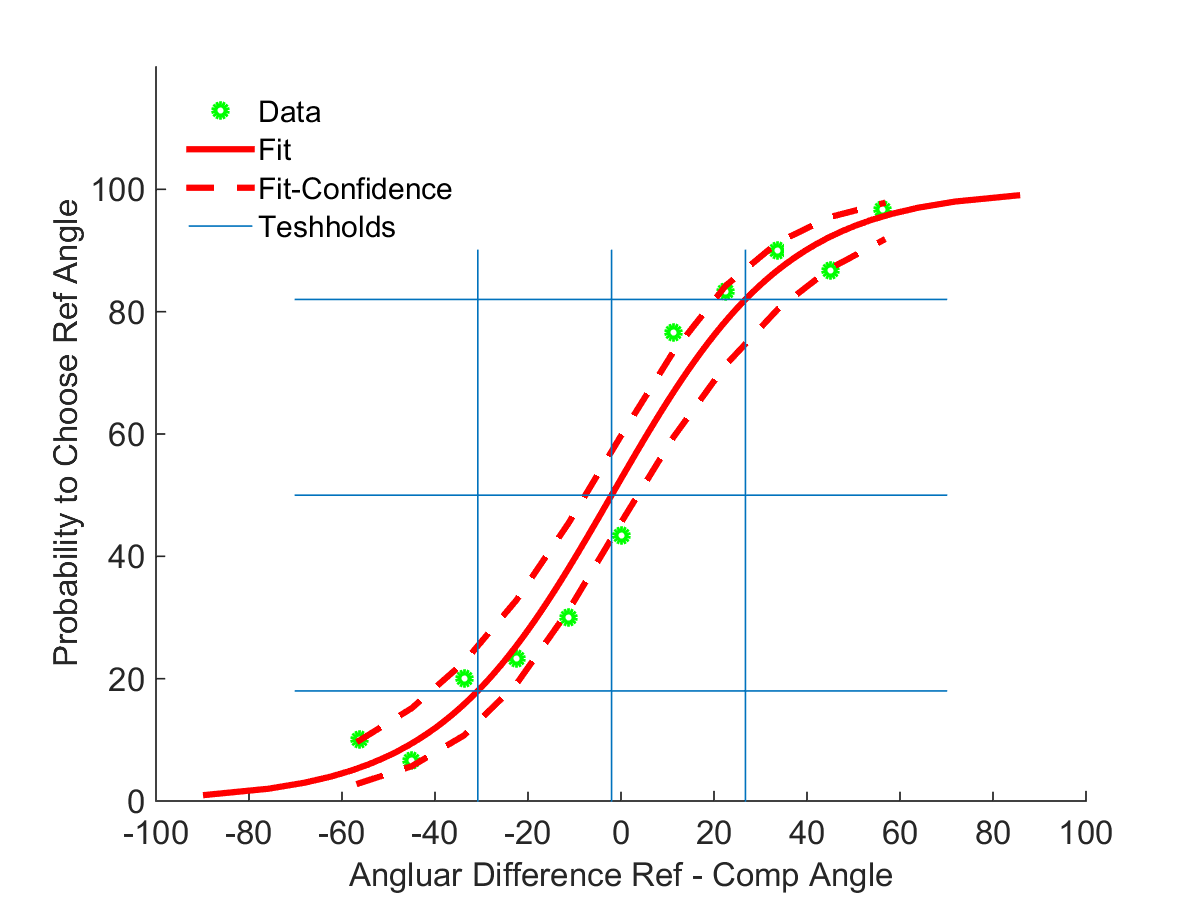 Data
Fit
Fit-Confidence
Teshholds
100
80
60
40
20
0
Probability to Choose Ref Angle
-100 -80 -60 -40 -20 0 20 40 60 80 100
Angluar Difference Ref - Comp Angle